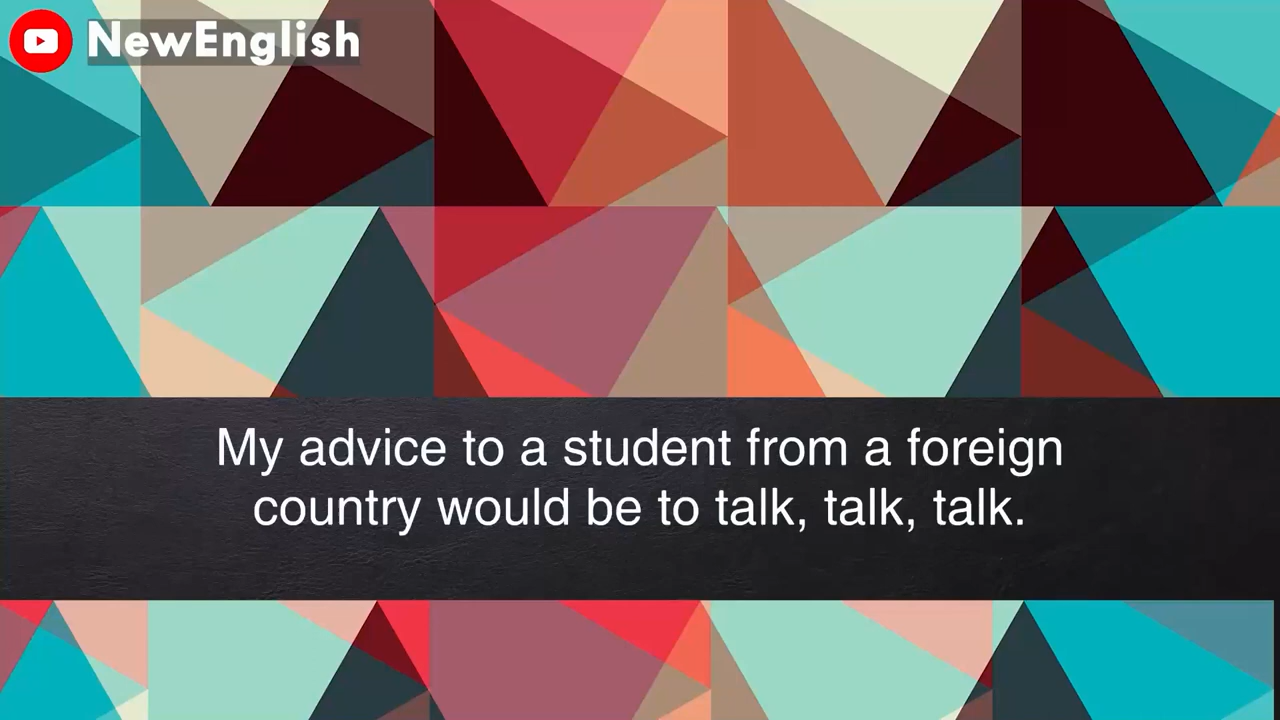 NewEnglish
My advice to a student from a foreign
country would be to talk, talk, talk.